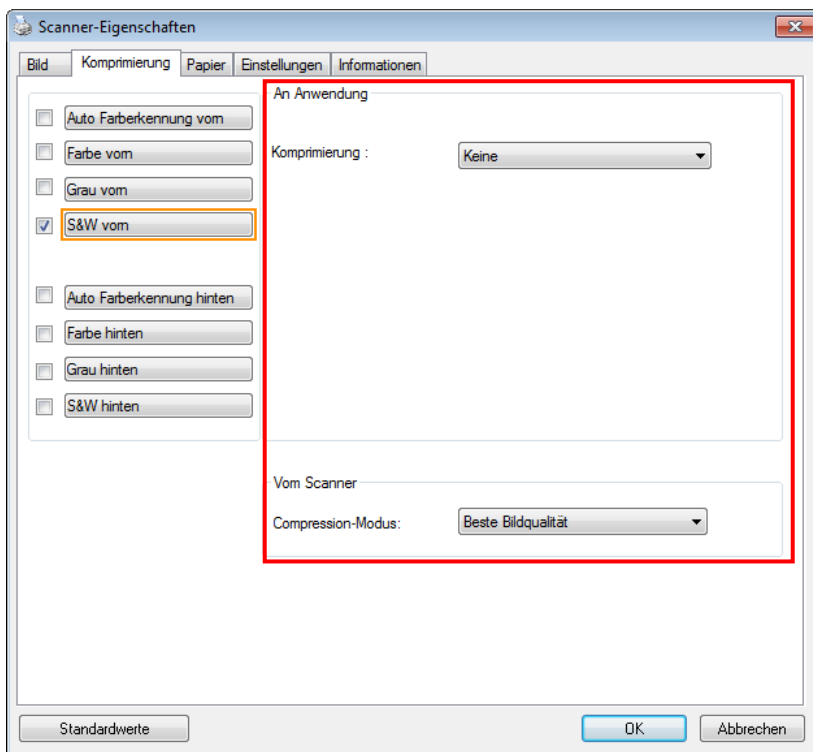 Scanner-Eigenschaften
Bild Komprimierung Papier Einstellungen Informationen
An Anwendung
Auto Farberkennung vorn
Farbe vorn
Komprimierung : Keine
Grau vorn
S&W vorn
Auto Farberkennung hinten
Farbe hinten
Grau hinten
S&W hinten
Vom Scanner
Compression-Modus: Beste Bildqualität
Standardwerte OK Abbrechen